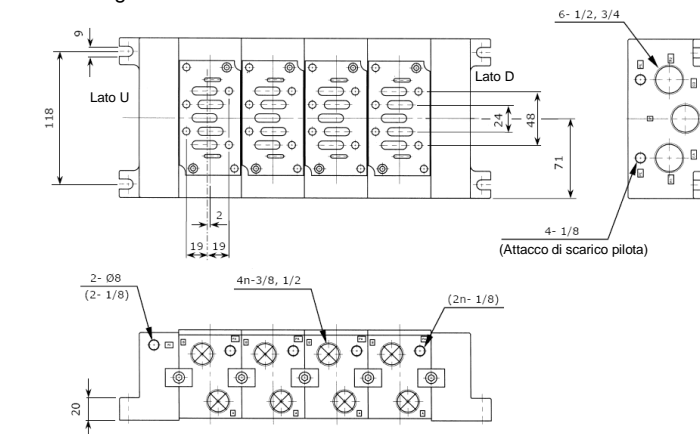 6- 1/2, 3/4
9
Lato U
Lato D
118
24
48
71
2
19
19
4- 1/8
(Attacco di scarico pilota)
2- Ø8
(2- 1/8)
4n-3/8, 1/2
(2n- 1/8)
20